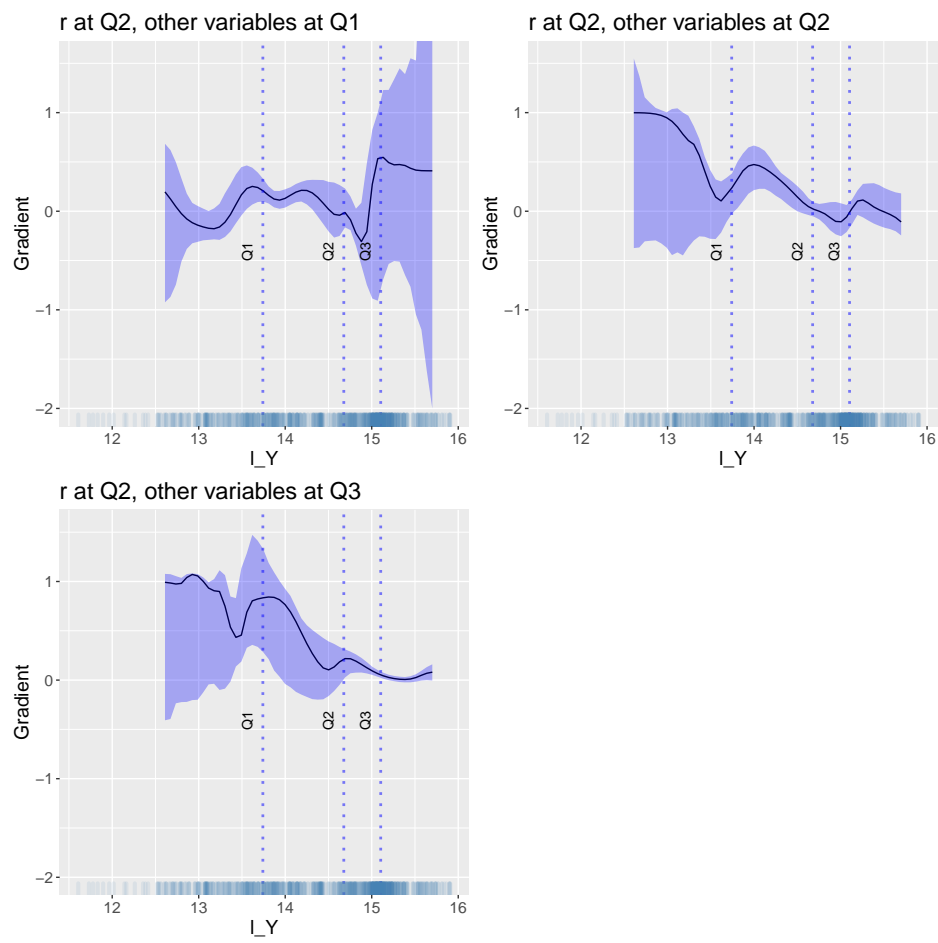 r at Q2, other variables at Q1
Gradient
1
0
−1
−2
Q1
Q2
Q3
12
13
14
15
16
l_Y
r at Q2, other variables at Q2
Gradient
1
0
−1
−2
Q1
Q2
Q3
12
13
14
15
16
l_Y
r at Q2, other variables at Q3
Gradient
1
0
−1
−2
Q1
Q2
Q3
12
13
14
15
16
l_Y